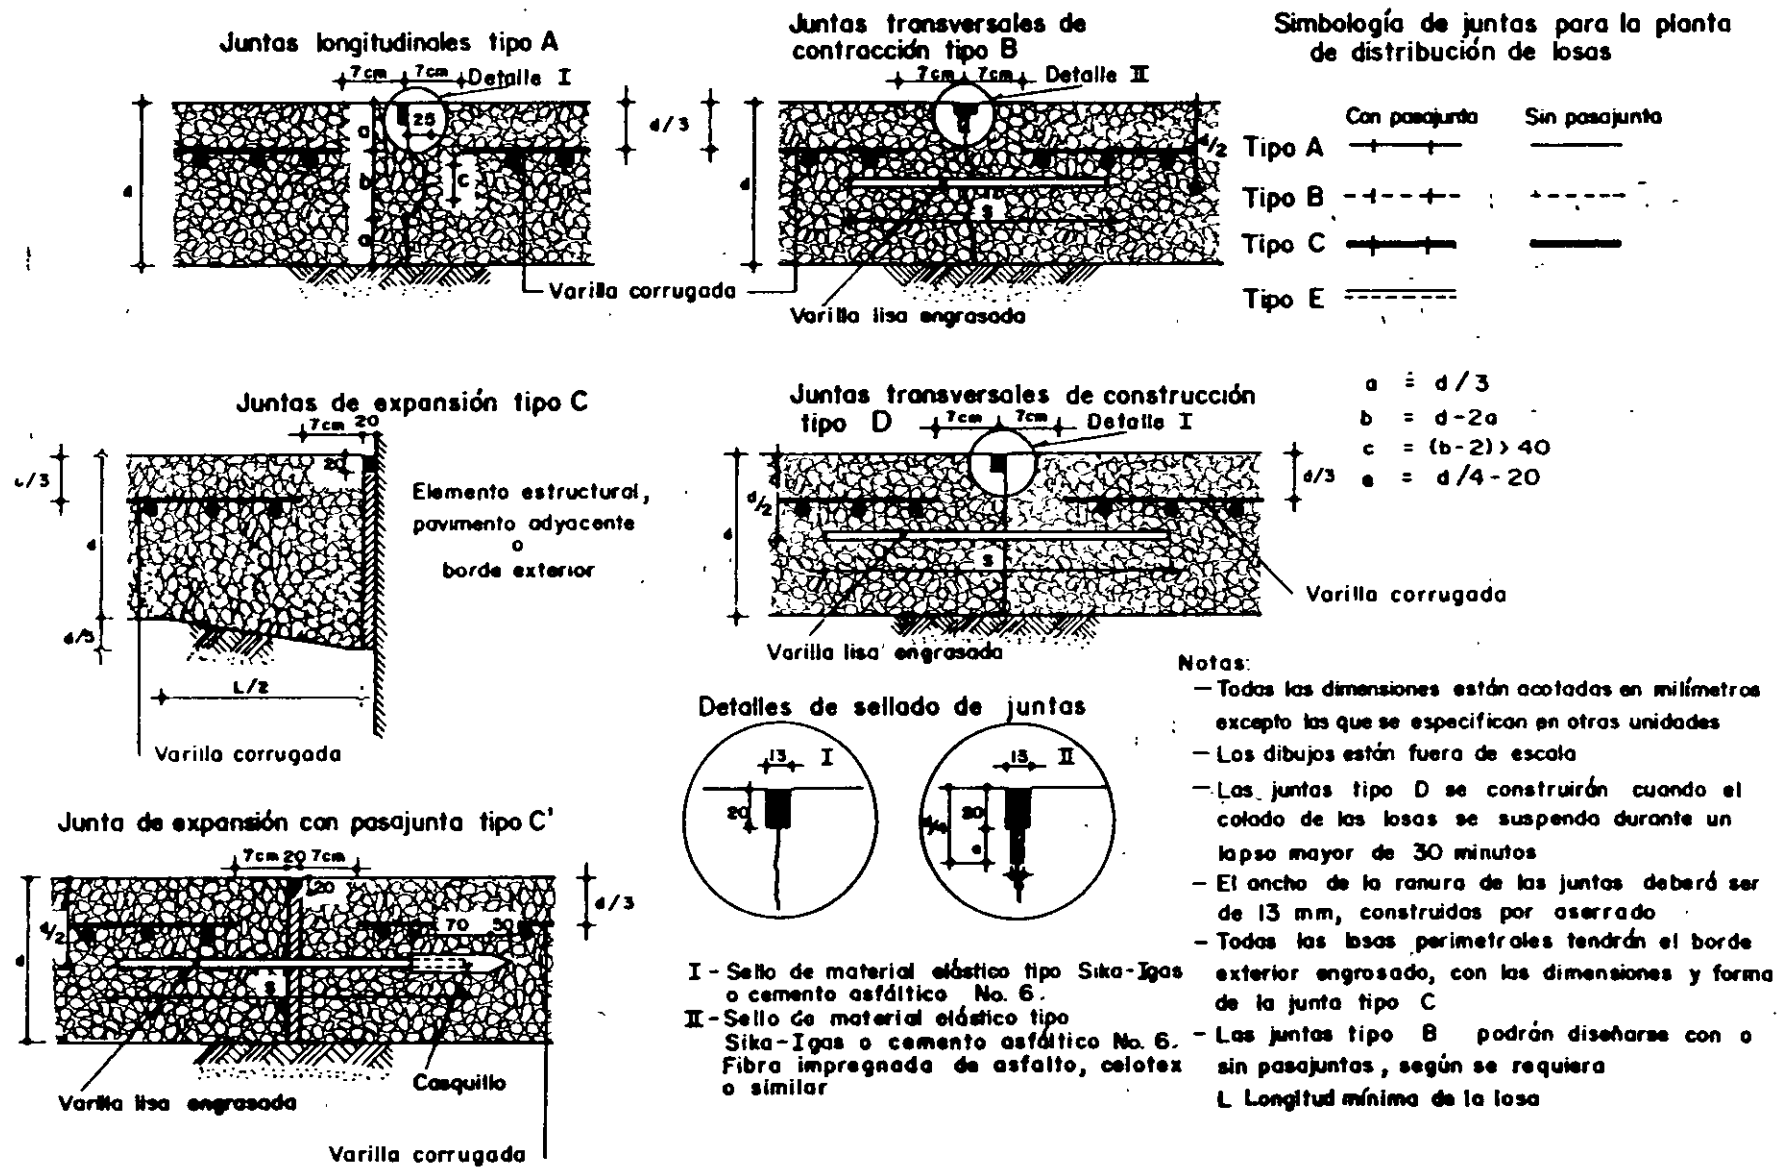 Juntas longitudinales tipo A
7cm 7cm Detalle I
a
25
d/3
d
b
c
a
Varilla corrugada
Juntas transversales de
contracción tipo B
7cm 7cm Detalle II
d/2
d
s
Varilla lisa engrasada
Simbología de juntas para la planta
de distribución de losas
Con pasajunta Sin pasajunta
Tipo A
Tipo B
Tipo C
Tipo E
a = d/3
b = d-2a
c = (b-2)>40
e = d/4-20
Juntas de expansión tipo C
7cm 20
20
d
d/5
L/2
Varilla corrugada
Elemento estructural,
pavimento adyacente
o
borde exterior
Juntas transversales de construcción
tipo D 7cm 7cm Detalle I
d/3
d/2
d
s
Varilla corrugada
Varilla lisa engrasada
Junta de expansión con pasajunta tipo C'
7cm 20 7cm
20
d/3
d/2
70 50
d
s
Casquillo
Varilla lisa engrasada
Varilla corrugada
Detalles de sellado de juntas
13 I
20
13 II
d/4
20
e
I - Sello de material elástico tipo Sika-Igas
o cemento asfáltico No. 6.
II - Sello de material elástico tipo
Sika-Igas o cemento asfáltico No. 6.
Fibra impregnada de asfalto, celotex
o similar
Notas:
— Todas las dimensiones están acotadas en milímetros
excepto las que se especifican en otras unidades
— Los dibujos están fuera de escala
— Las juntas tipo D se construirán cuando el
colado de las losas se suspenda durante un
lapso mayor de 30 minutos
— El ancho de la ranura de las juntas deberá ser
de 13 mm, construidas por aserrado
— Todas las losas perimetrales tendrán el borde
exterior engrosado, con las dimensiones y forma
de la junta tipo C
— Las juntas tipo B podrán diseñarse con o
sin pasajuntas, según se requiera
L Longitud mínima de la losa